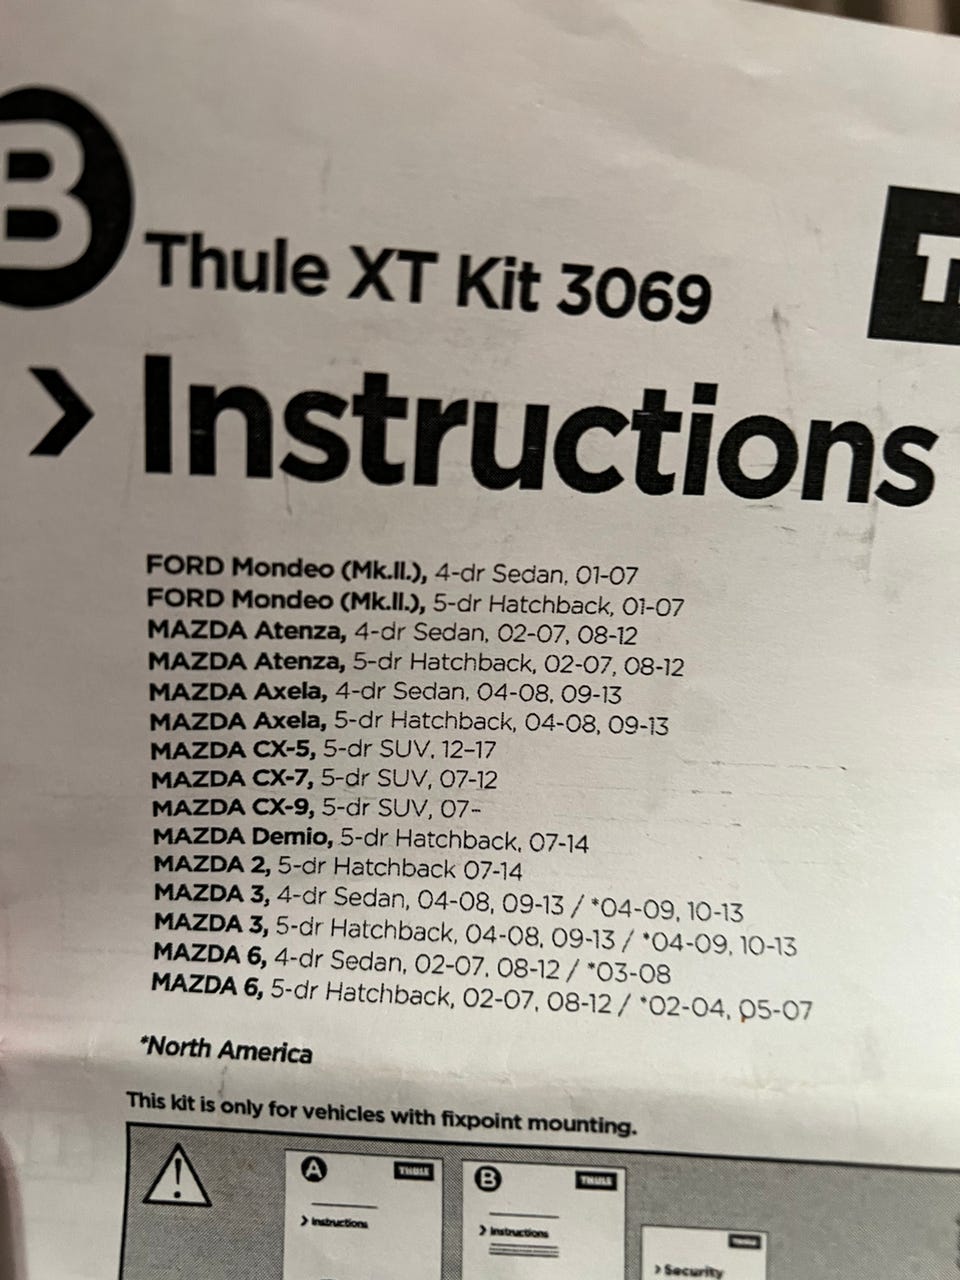 B
Thule XT Kit 3069
› Instructions
FORD Mondeo (Mk.II.), 4-dr Sedan, 01-07
FORD Mondeo (Mk.II.), 5-dr Hatchback, 01-07
MAZDA Atenza, 4-dr Sedan, 02-07, 08-12
MAZDA Atenza, 5-dr Hatchback, 02-07, 08-12
MAZDA Axela, 4-dr Sedan, 04-08, 09-13
MAZDA Axela, 5-dr Hatchback, 04-08, 09-13
MAZDA CX-5, 5-dr SUV, 12–17
MAZDA CX-7, 5-dr SUV, 07-12
MAZDA CX-9, 5-dr SUV, 07-
MAZDA Demio, 5-dr Hatchback, 07-14
MAZDA 2, 5-dr Hatchback 07-14
MAZDA 3, 4-dr Sedan, 04-08, 09-13 / *04-09, 10-13
MAZDA 3, 5-dr Hatchback, 04-08, 09-13 / *04-09, 10-13
MAZDA 6, 4-dr Sedan, 02-07, 08-12 / *03-08
MAZDA 6, 5-dr Hatchback, 02-07, 08-12 / *02-04, 05-07
*North America
This kit is only for vehicles with fixpoint mounting.
A THULE
› Instructions
B THULE
› Instructions
› Security